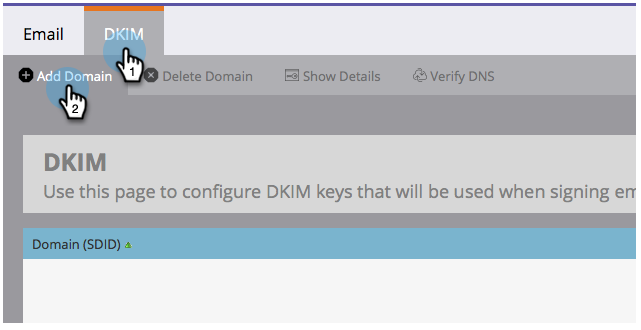 Email DKIM
1
Add Domain Delete Domain Show Details Verify DNS
2
DKIM
Use this page to configure DKIM keys that will be used when signing em
Domain (SDID)